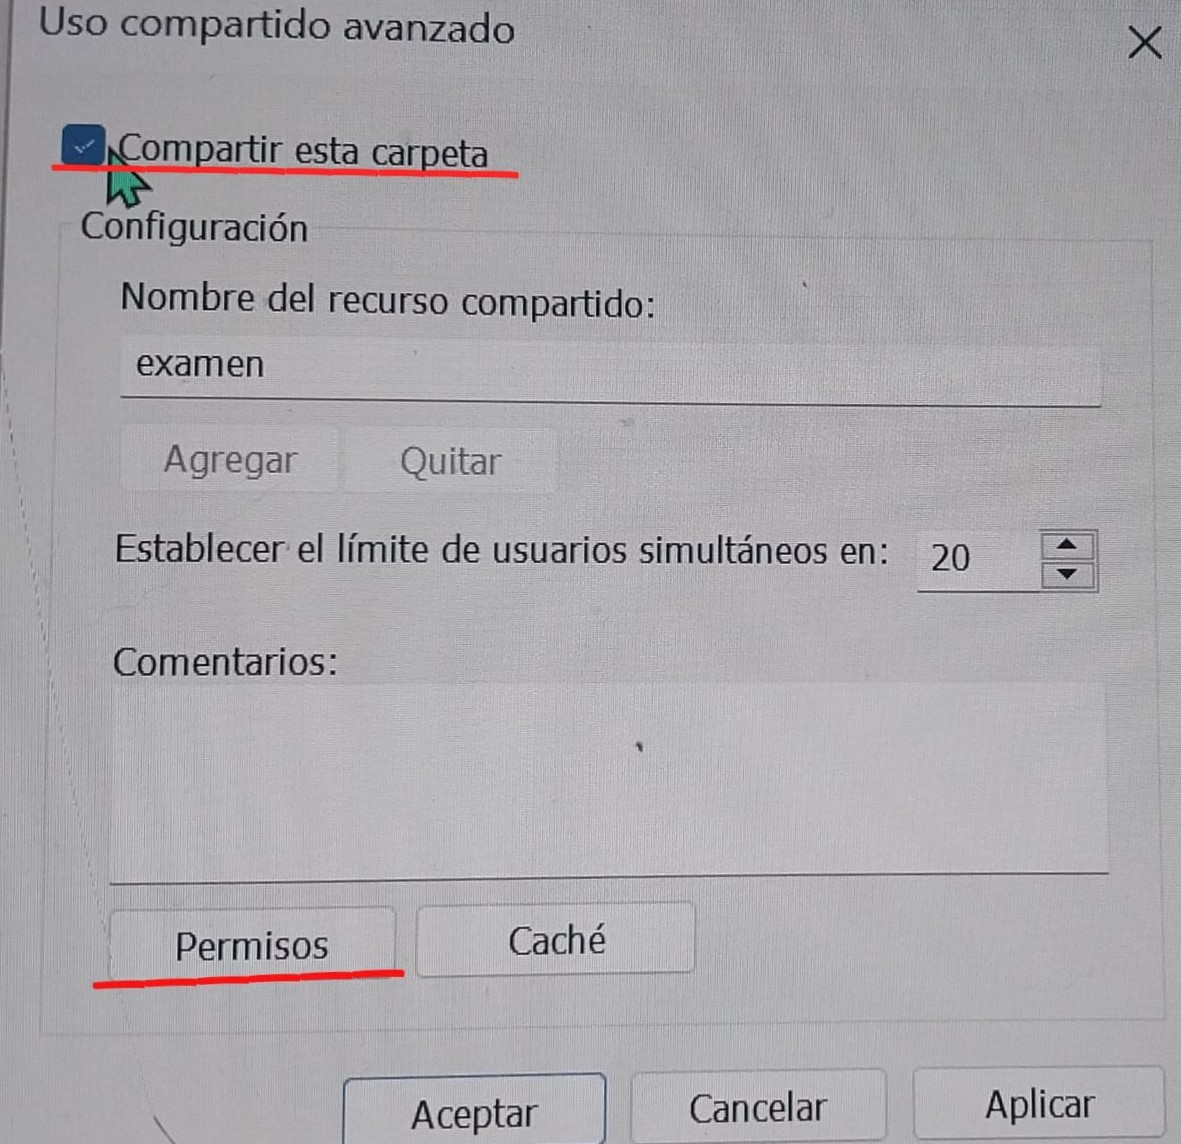 Uso compartido avanzado
Compartir esta carpeta
Configuración
Nombre del recurso compartido:
examen
Agregar Quitar
Establecer el límite de usuarios simultáneos en: 20
Comentarios:
Permisos Caché
Aceptar Cancelar Aplicar